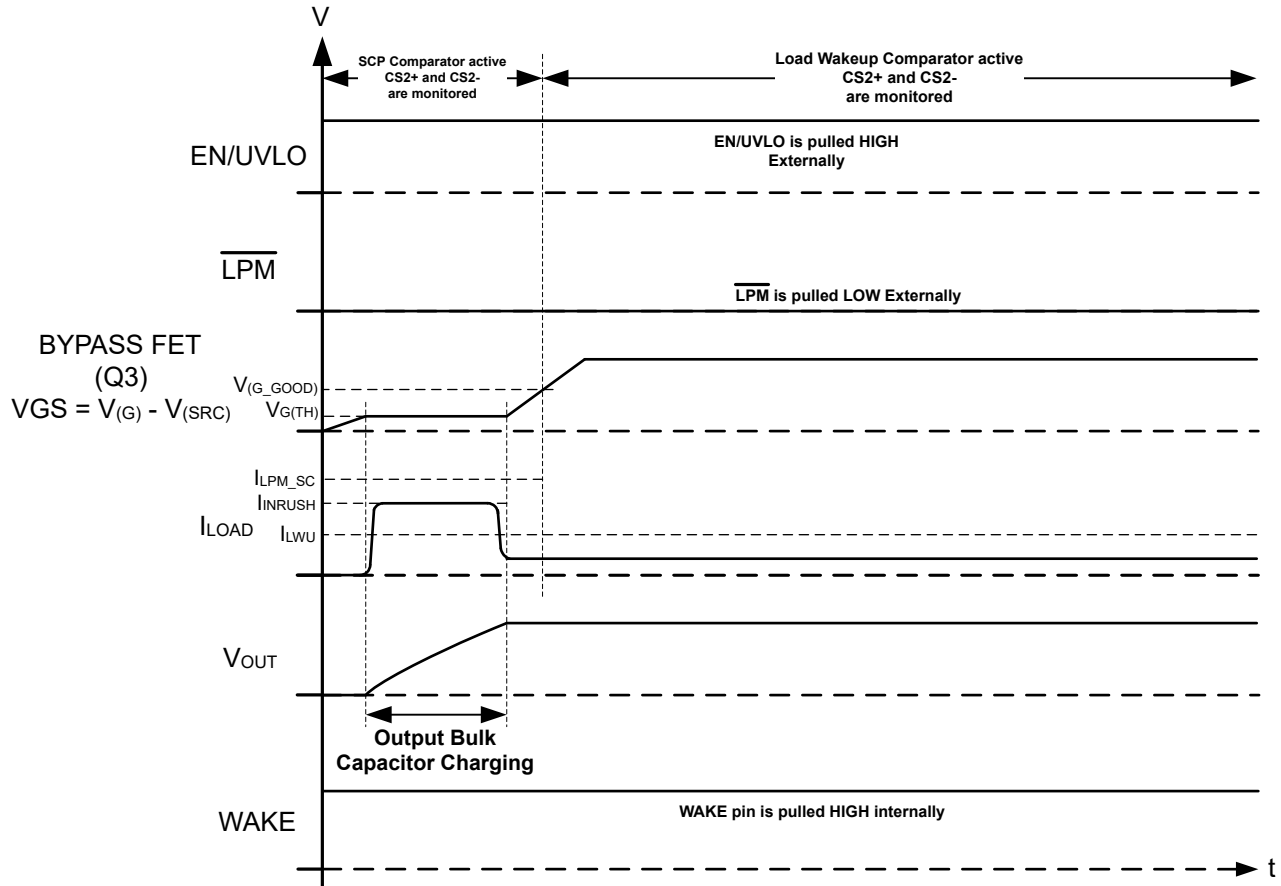 V
SCP Comparator active
CS2+ and CS2-
are monitored
Load Wakeup Comparator active
CS2+ and CS2-
are monitored
EN/UVLO
EN/UVLO is pulled HIGH
Externally
LPM
LPM is pulled LOW Externally
BYPASS FET
(Q3)
VGS = V(G) - V(SRC)
V(G_GOOD)
VG(TH)
ILPM_SC
IINRUSH
ILOAD
ILWU
VOUT
Output Bulk
Capacitor Charging
WAKE
WAKE pin is pulled HIGH internally
t